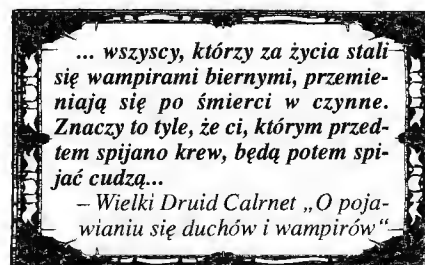 ... wszyscy, którzy za życia stali
się wampirami biernymi, przemie-
niają się po śmierci w czynne.
Znaczy to tyle, że ci, którym przed-
tem spijano krew, będą potem spi-
jać cudzą...
– Wielki Druid Calrnet „O poja-
wianiu się duchów i wampirów“